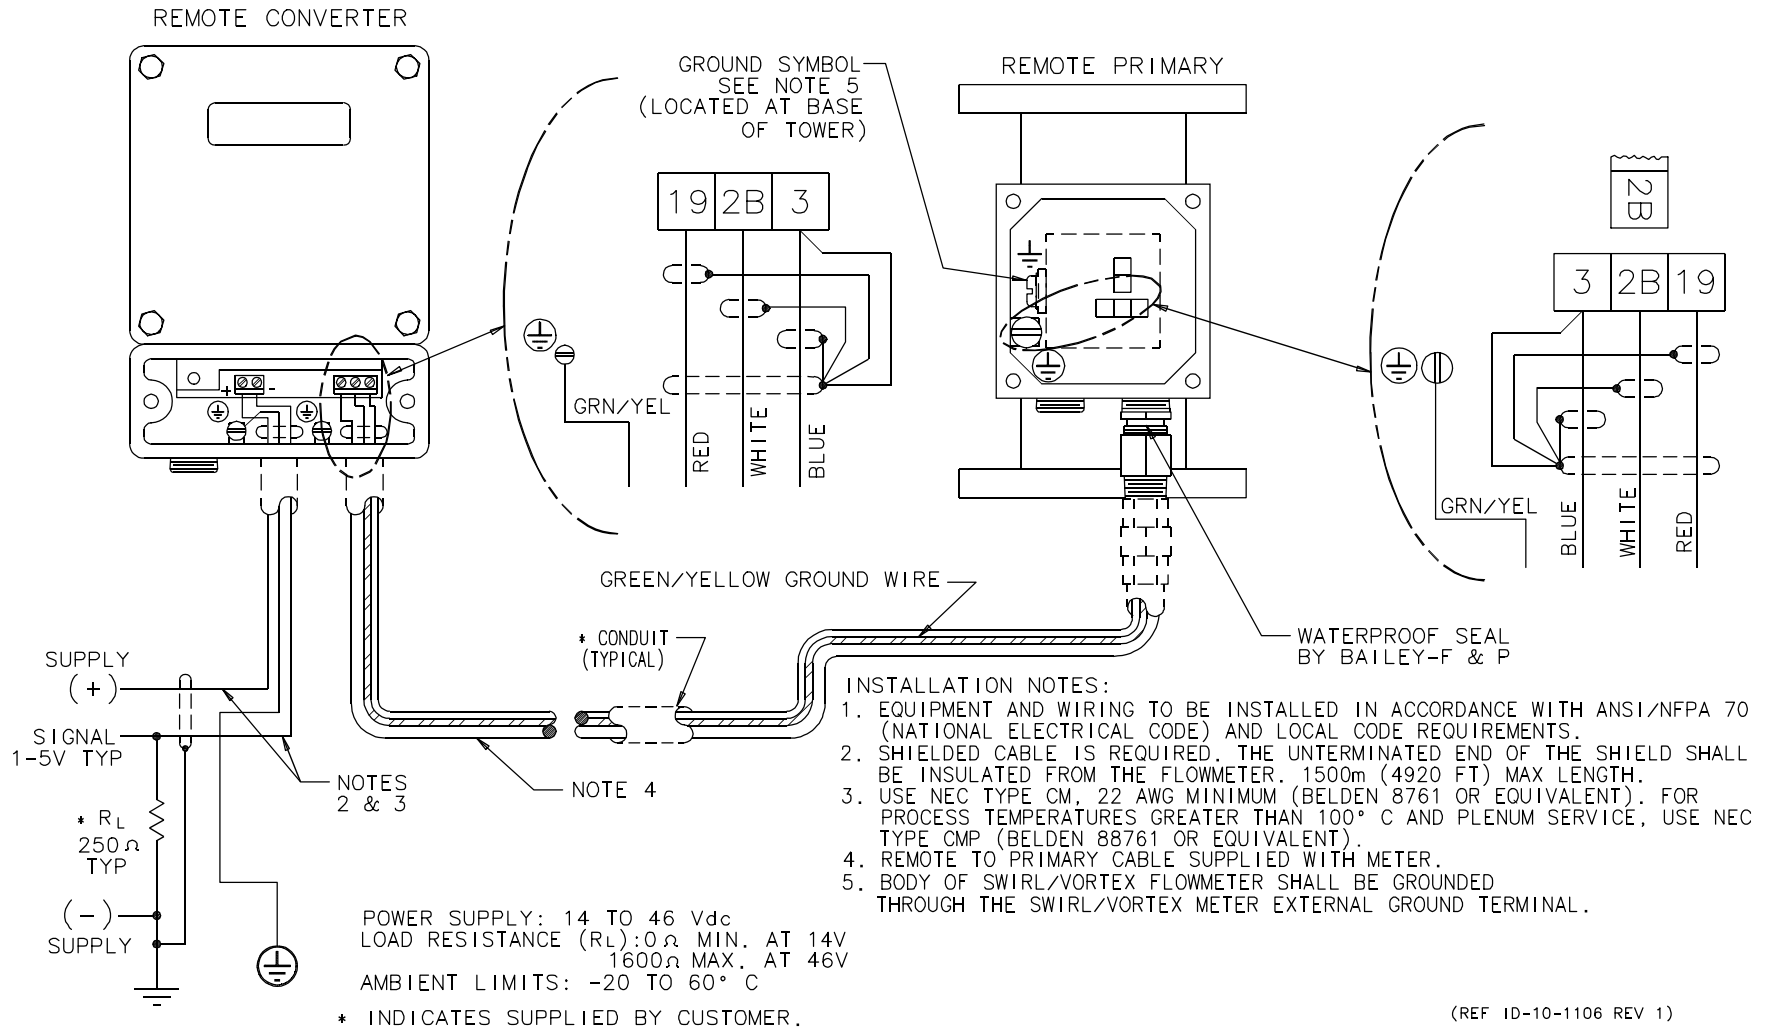 REMOTE CONVERTER
GROUND SYMBOL
SEE NOTE 5
(LOCATED AT BASE
OF TOWER)
REMOTE PRIMARY
19 2B 3
2B
3 2B 19
+ -
GRN/YEL
RED
WHITE
BLUE
GRN/YEL
BLUE
WHITE
RED
GREEN/YELLOW GROUND WIRE
* CONDUIT
(TYPICAL)
WATERPROOF SEAL
BY BAILEY-F & P
SUPPLY
(+)
SIGNAL
1-5V TYP
NOTES
2 & 3
NOTE 4
* RL
250Ω
TYP
(-)
SUPPLY
INSTALLATION NOTES:
1. EQUIPMENT AND WIRING TO BE INSTALLED IN ACCORDANCE WITH ANSI/NFPA 70
(NATIONAL ELECTRICAL CODE) AND LOCAL CODE REQUIREMENTS.
2. SHIELDED CABLE IS REQUIRED. THE UNTERMINATED END OF THE SHIELD SHALL
BE INSULATED FROM THE FLOWMETER. 1500m (4920 FT) MAX LENGTH.
3. USE NEC TYPE CM, 22 AWG MINIMUM (BELDEN 8761 OR EQUIVALENT). FOR
PROCESS TEMPERATURES GREATER THAN 100° C AND PLENUM SERVICE, USE NEC
TYPE CMP (BELDEN 88761 OR EQUIVALENT).
4. REMOTE TO PRIMARY CABLE SUPPLIED WITH METER.
5. BODY OF SWIRL/VORTEX FLOWMETER SHALL BE GROUNDED
THROUGH THE SWIRL/VORTEX METER EXTERNAL GROUND TERMINAL.
POWER SUPPLY: 14 TO 46 Vdc
LOAD RESISTANCE (RL):0Ω MIN. AT 14V
1600Ω MAX. AT 46V
AMBIENT LIMITS: -20 TO 60° C
* INDICATES SUPPLIED BY CUSTOMER.
(REF ID-10-1106 REV 1)